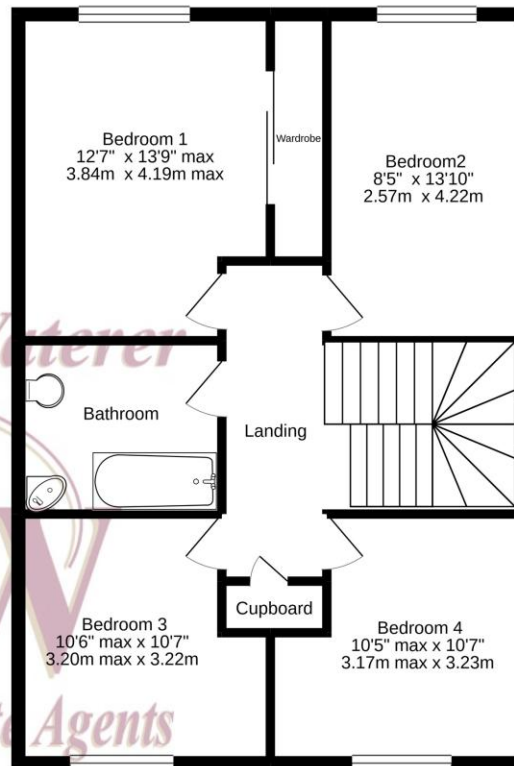 Bedroom 1
12'7" x 13'9" max
3.84m x 4.19m max
Wardrobe
Bedroom2
8'5" x 13'10"
2.57m x 4.22m
Bathroom
Landing
Cupboard
Bedroom 3
10'6" max x 10'7"
3.20m max x 3.22m
Bedroom 4
10'5" max x 10'7"
3.17m max x 3.23m
Agents